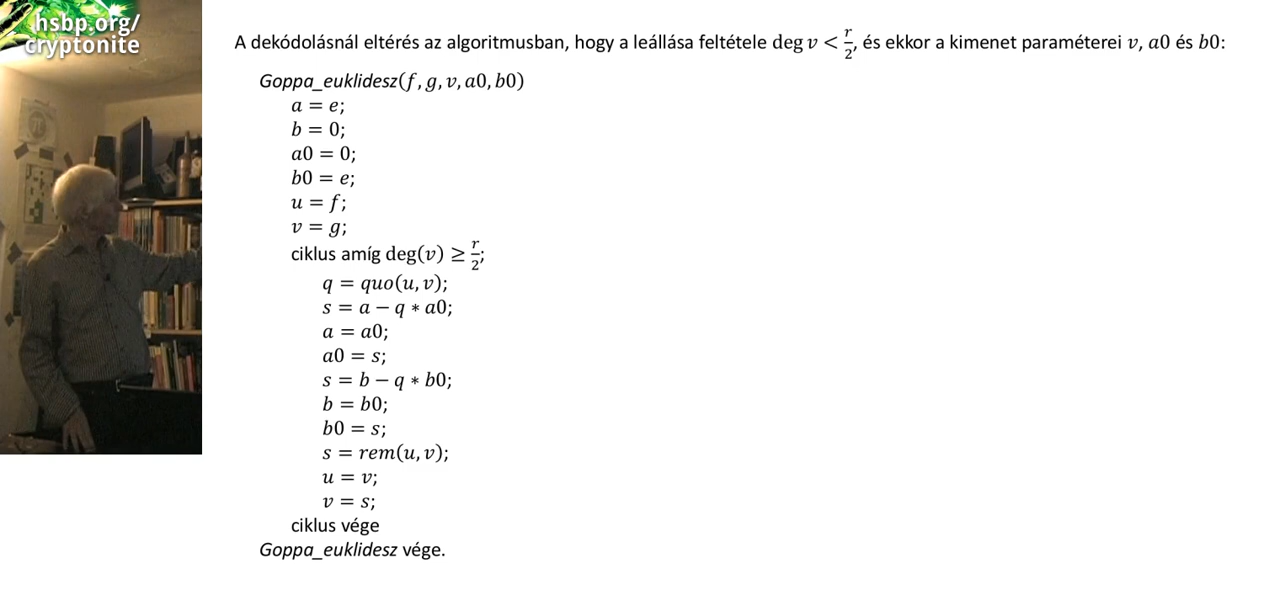 hsbp.org/
cryptonite
A dekódolásnál eltérés az algoritmusban, hogy a leállása feltétele deg v < r/2, és ekkor a kimenet paraméterei v, a0 és b0:
Goppa_euklidesz(f, g, v, a0, b0)
a = e;
b = 0;
a0 = 0;
b0 = e;
u = f;
v = g;
ciklus amíg deg(v) ≥ r/2;
q = quo(u, v);
s = a − q ∗ a0;
a = a0;
a0 = s;
s = b − q ∗ b0;
b = b0;
b0 = s;
s = rem(u, v);
u = v;
v = s;
ciklus vége
Goppa_euklidesz vége.